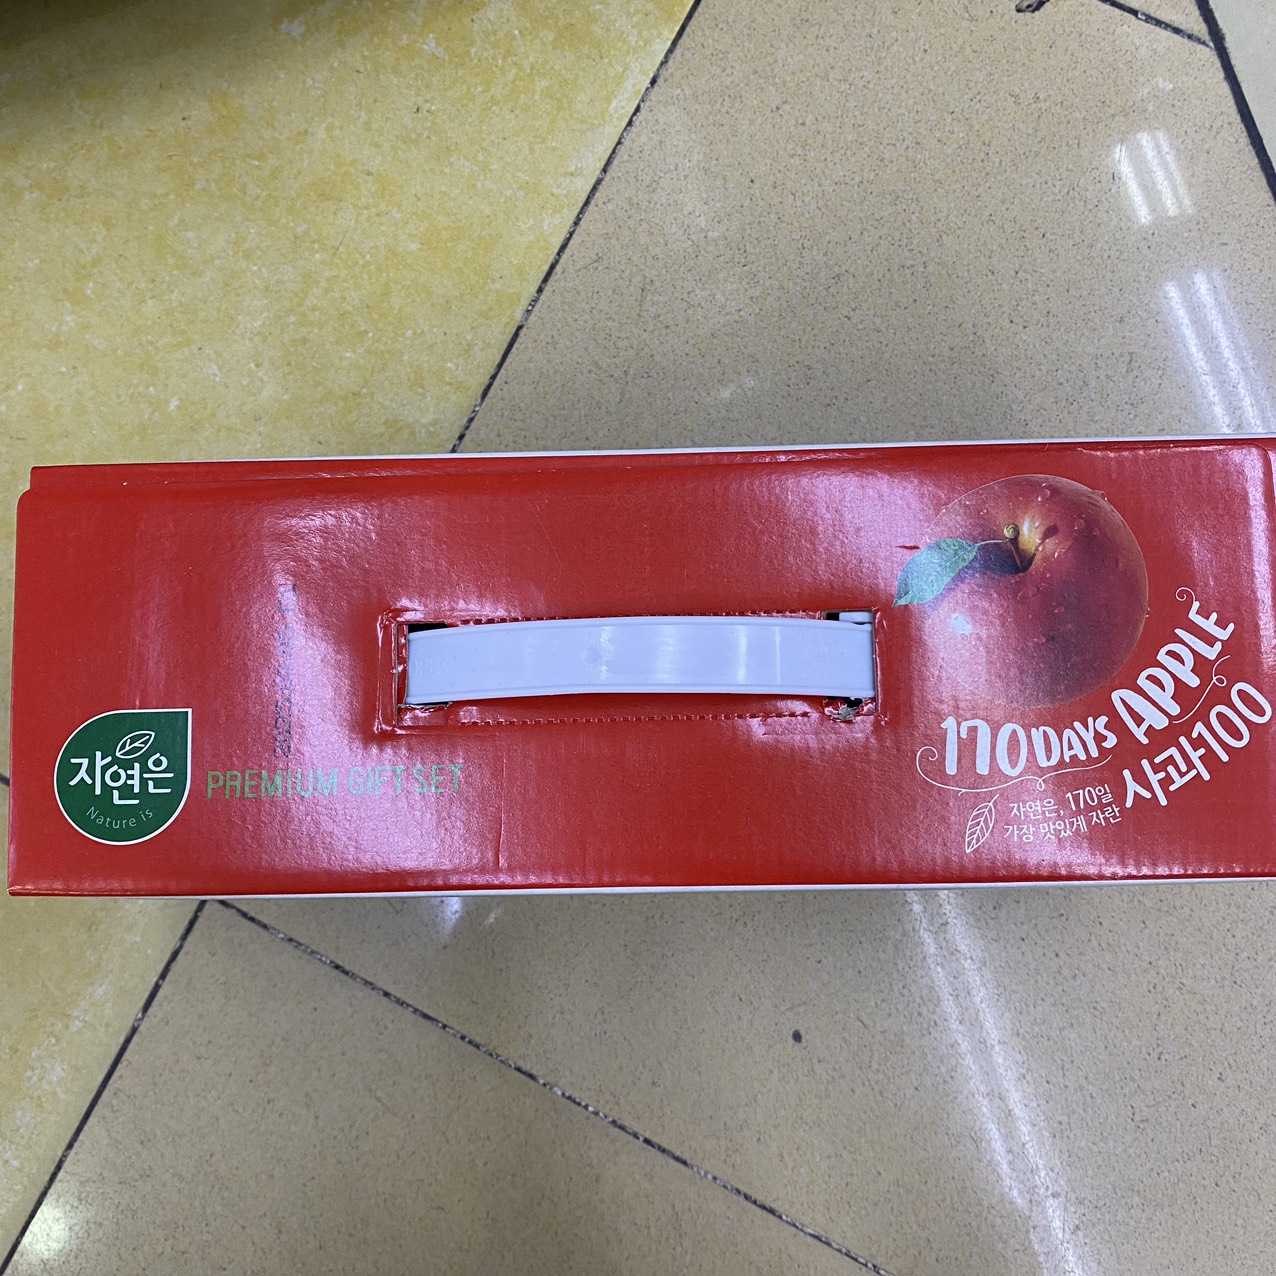 자연은
Nature is
PREMIUM GIFT SET
170DAYS APPLE
사과100
자연은, 170일
가장 맛있게 자란